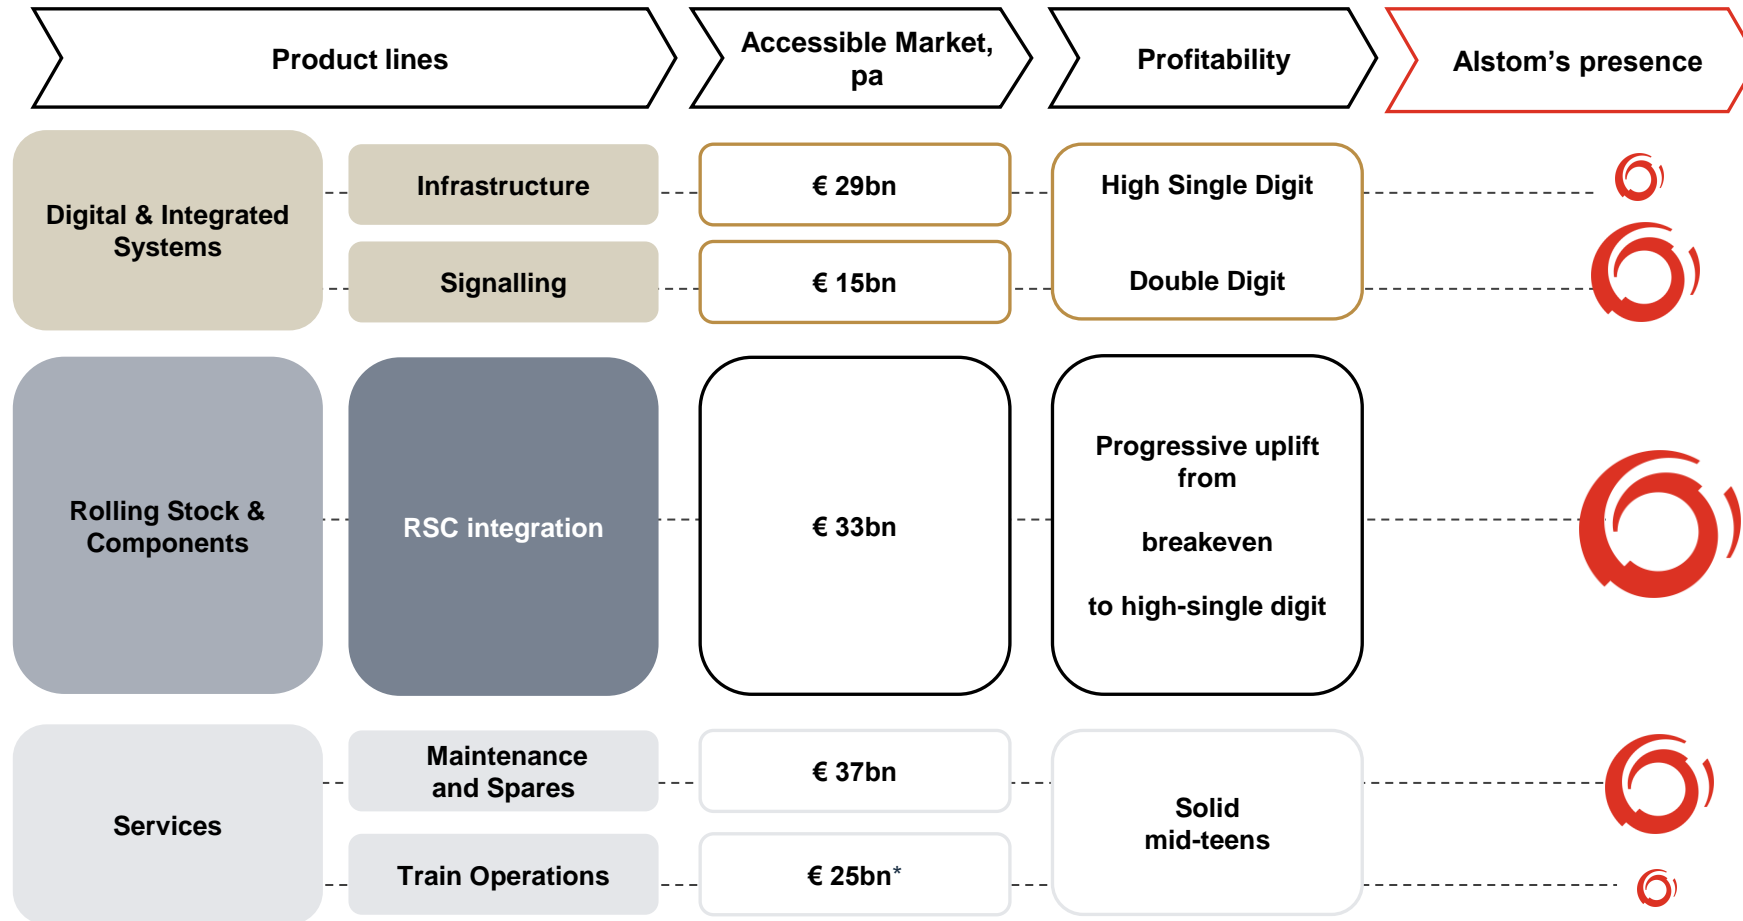 Product lines
Accessible Market,
pa
Profitability
Alstom's presence
Digital & Integrated
Systems
Infrastructure
€ 29bn
High Single Digit
Signalling
€ 15bn
Double Digit
Rolling Stock &
Components
RSC integration
€ 33bn
Progressive uplift
from
breakeven
to high-single digit
Services
Maintenance
and Spares
€ 37bn
Solid
mid-teens
Train Operations
€ 25bn*